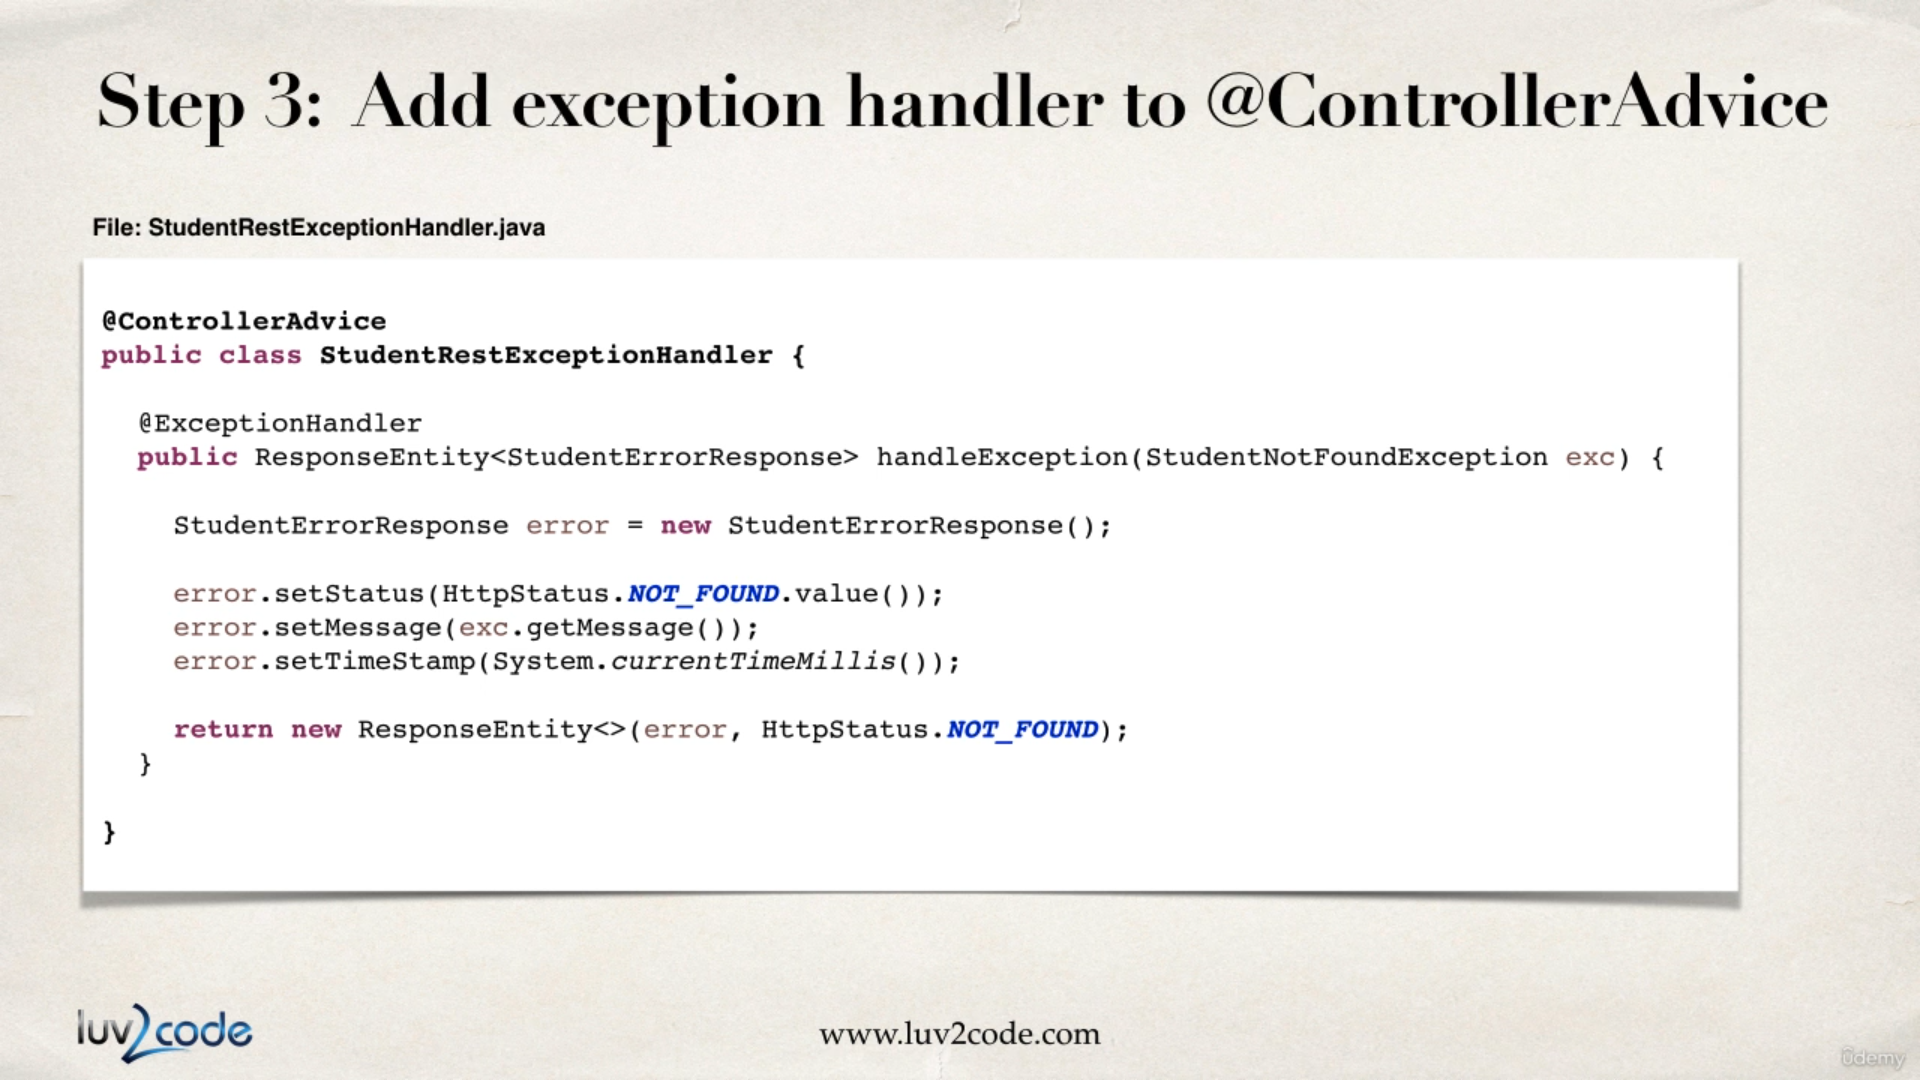 Step 3: Add exception handler to @ControllerAdvice
File: StudentRestExceptionHandler.java
@ControllerAdvice
public class StudentRestExceptionHandler {
@ExceptionHandler
public ResponseEntity<StudentErrorResponse> handleException(StudentNotFoundException exc) {
StudentErrorResponse error = new StudentErrorResponse();
error.setStatus(HttpStatus.NOT_FOUND.value());
error.setMessage(exc.getMessage());
error.setTimeStamp(System.currentTimeMillis());
return new ResponseEntity<>(error, HttpStatus.NOT_FOUND);
}
}
luv2code
www.luv2code.com
ûdemy